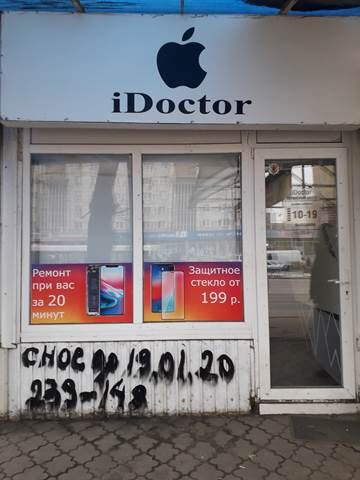 iDoctor
iDoctor
10-19
Ремонт
при вас
за 20
минут
Защитное
стекло от
199 р.
СНОС ДО 19.01.20
239-148